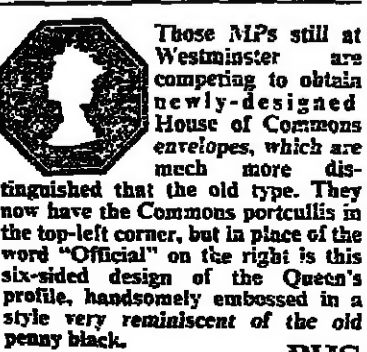 Those MPs still at
Westminster are
competing to obtain
newly-designed
House of Commons
envelopes, which are
mech more dis-
tinguished that the old type. They
now have the Commons portcullis in
the top-left corner, but in place of the
word "Official" on the right is this
six-sided design of the Queen's
profile, handsomely embossed in a
style very reminiscent of the old
penny black.
PHS